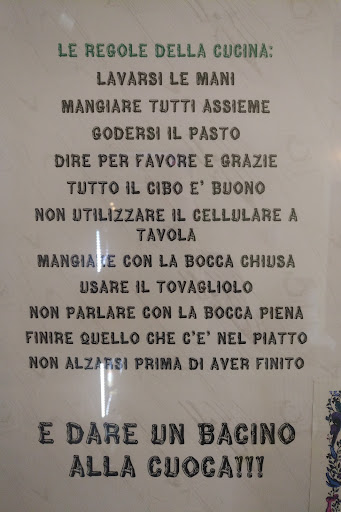 LE REGOLE DELLA CUCINA:
LAVARSI LE MANI
MANGIARE TUTTI ASSIEME
GODERSI IL PASTO
DIRE PER FAVORE E GRAZIE
TUTTO IL CIBO E' BUONO
NON UTILIZZARE IL CELLULARE A
TAVOLA
MANGIARE CON LA BOCCA CHIUSA
USARE IL TOVAGLIOLO
NON PARLARE CON LA BOCCA PIENA
FINIRE QUELLO CHE C'E' NEL PIATTO
NON ALZARSI PRIMA DI AVER FINITO
E DARE UN BACINO
ALLA CUOCA!!!